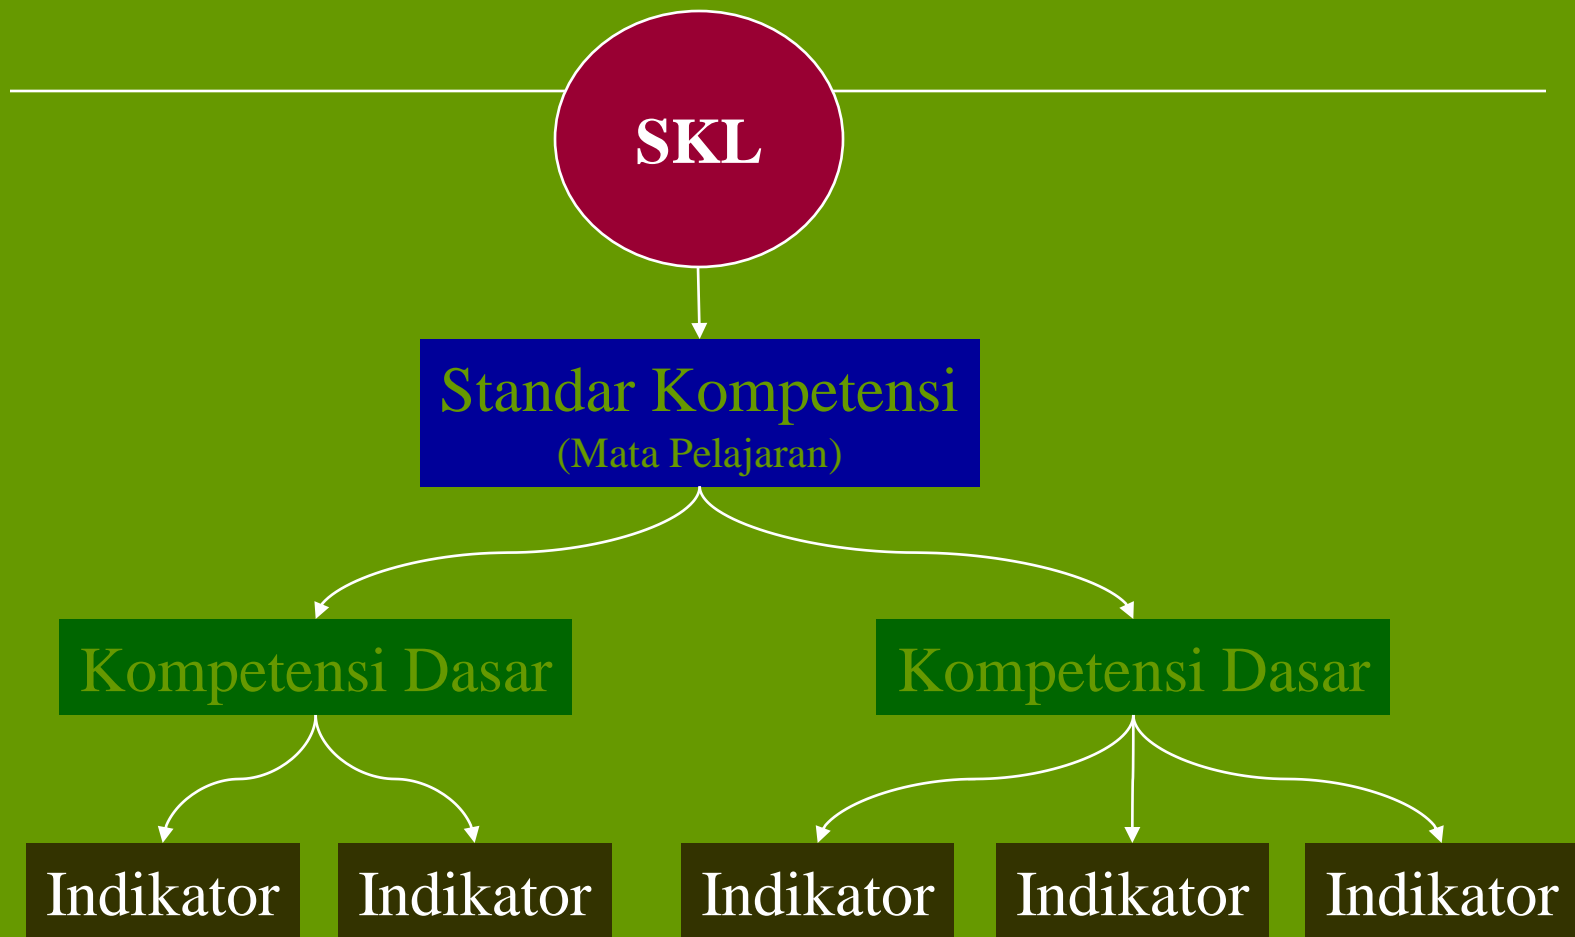 SKL
Standar Kompetensi
(Mata Pelajaran)
Kompetensi Dasar
Kompetensi Dasar
Indikator
Indikator
Indikator
Indikator
Indikator